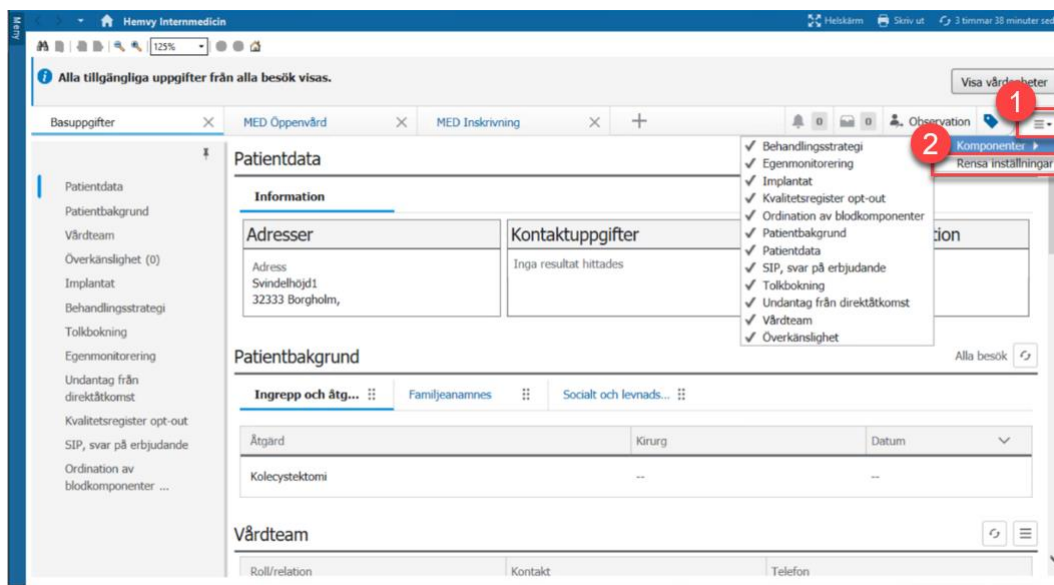 Meny
Hemvy Internmedicin
Helskärm Skriv ut 3 timmar 38 minuter sed
125%
Alla tillgängliga uppgifter från alla besök visas.
Visa vårdenheter
1
Basuppgifter MED Öppenvård MED Inskrivning 0 0 Observation
2
Komponenter
Rensa inställningar
Behandlingsstrategi
Egenmonitorering
Implantat
Kvalitetsregister opt-out
Ordination av blodkomponenter
Patientbakgrund
Patientdata
SIP, svar på erbjudande
Tolkbokning
Undantag från direktåtkomst
Vårdteam
Överkänslighet
Patientdata
Patientbakgrund
Vårdteam
Överkänslighet (0)
Implantat
Behandlingsstrategi
Tolkbokning
Egenmonitorering
Undantag från
direktåtkomst
Kvalitetsregister opt-out
SIP, svar på erbjudande
Ordination av
blodkomponenter ...
Patientdata
Information
Adresser Kontaktuppgifter tion
Adress
Svindelhöjd1
32333 Borgholm,
Inga resultat hittades
Patientbakgrund Alla besök
Ingrepp och åtg... Familjeanamnes Socialt och levnads...
Åtgärd Kirurg Datum
Kolecystektomi -- --
Vårdteam
Roll/relation Kontakt Telefon